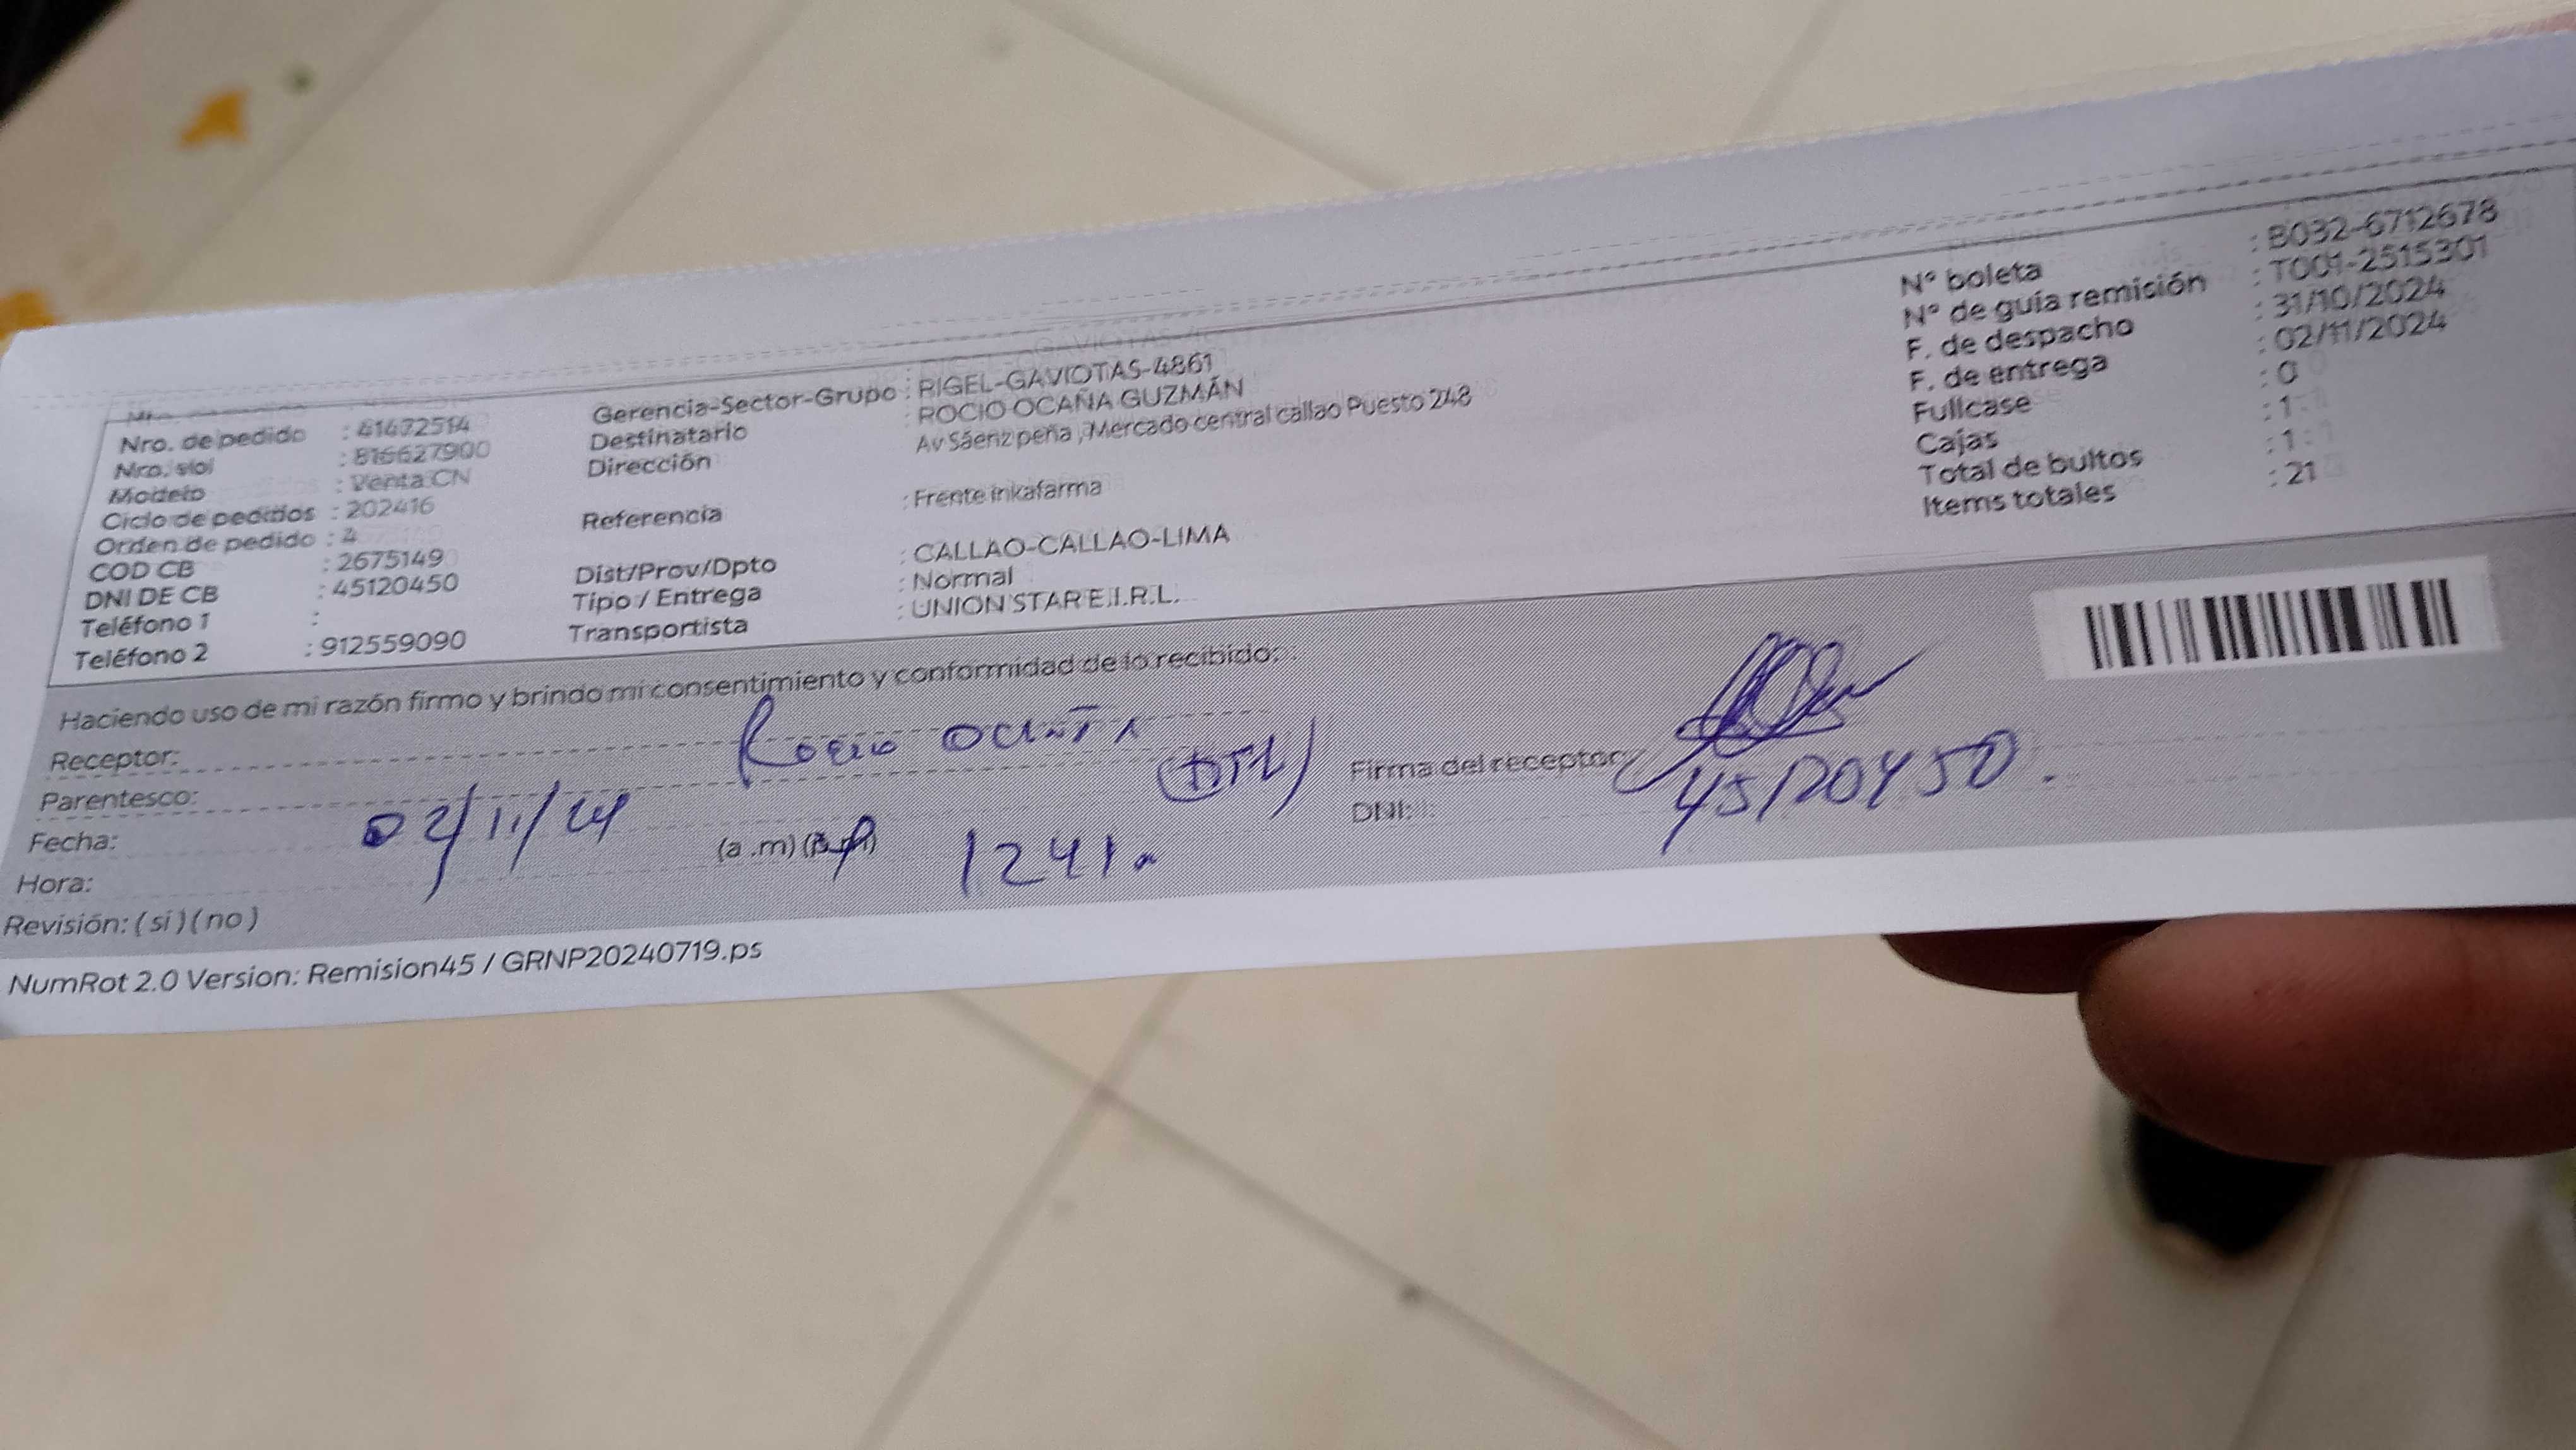 Nro. de pedido : 41472514
Nro. sol : 816627900
Modelo : Venta CN
Ciclo de pedidos : 202416
Orden de pedido : 4
COD CB : 2675149
DNI DE CB : 45120450
Teléfono 1 :
Teléfono 2 : 912559090
Gerencia-Sector-Grupo : RIGEL-GAVIOTAS-4861
Destinatario : ROCIO OCAÑA GUZMÁN
Dirección Av Sáenz peña , Mercado central callao Puesto 248
Referencia : Frente inkafarma
Dist/Prov/Dpto : CALLAO-CALLAO-LIMA
Tipo / Entrega : Normal
Transportista : UNION STAR E.I.R.L.
N° boleta : B032-6712678
N° de guía remisión : T001-2515301
F. de despacho : 31/10/2024
F. de entrega : 02/11/2024
Fullcase : 0
Cajas : 1
Total de bultos : 1
Items totales : 21
Haciendo uso de mi razón firmo y brindo mi consentimiento y conformidad de lo recibido:
Receptor: Rocio OCAÑA
Parentesco:
Fecha: 02/11/24
Hora: (a .m) (p.m) 1241.
Revisión: ( sí ) ( no )
Firma del receptor
DNI: 45120450.
NumRot 2.0 Version: Remision45 / GRNP20240719.ps